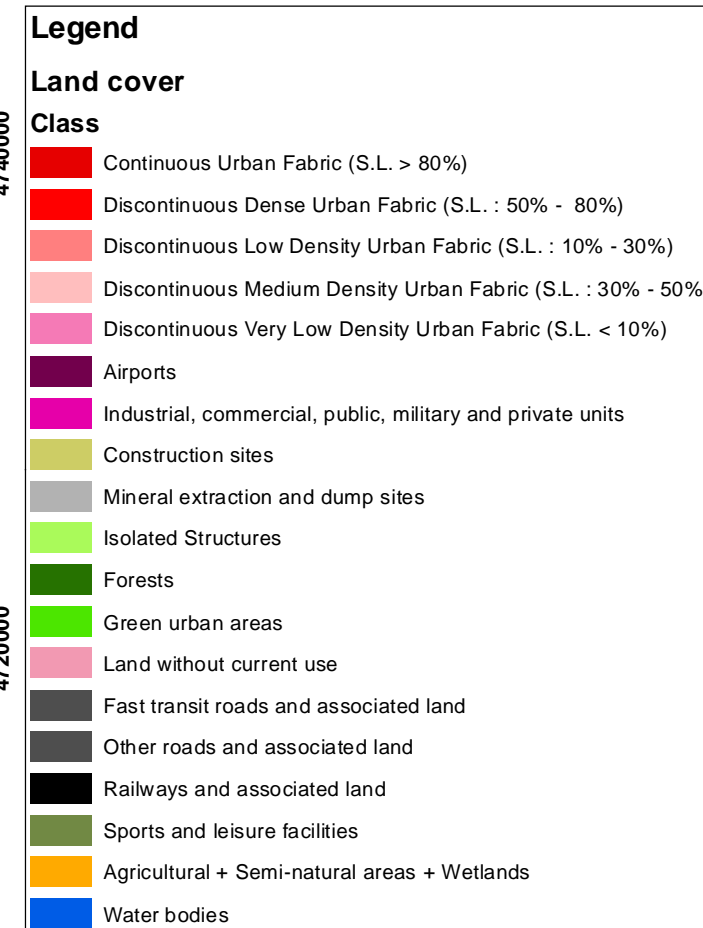 Legend
Land cover
Class
Continuous Urban Fabric (S.L. > 80%)
Discontinuous Dense Urban Fabric (S.L. : 50% - 80%)
Discontinuous Low Density Urban Fabric (S.L. : 10% - 30%)
Discontinuous Medium Density Urban Fabric (S.L. : 30% - 50%
Discontinuous Very Low Density Urban Fabric (S.L. < 10%)
Airports
Industrial, commercial, public, military and private units
Construction sites
Mineral extraction and dump sites
Isolated Structures
Forests
Green urban areas
Land without current use
Fast transit roads and associated land
Other roads and associated land
Railways and associated land
Sports and leisure facilities
Agricultural + Semi-natural areas + Wetlands
Water bodies
4740000
4720000